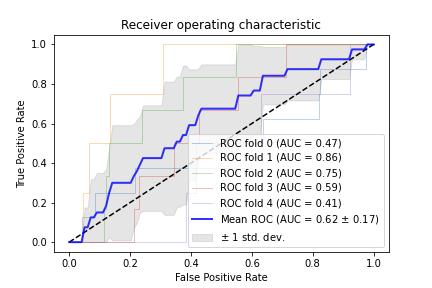 Receiver operating characteristic
True Positive Rate
1.0
0.8
0.6
0.4
0.2
0.0
ROC fold 0 (AUC = 0.47)
ROC fold 1 (AUC = 0.86)
ROC fold 2 (AUC = 0.75)
ROC fold 3 (AUC = 0.59)
ROC fold 4 (AUC = 0.41)
Mean ROC (AUC = 0.62 ± 0.17)
± 1 std. dev.
0.0 0.2 0.4 0.6 0.8 1.0
False Positive Rate